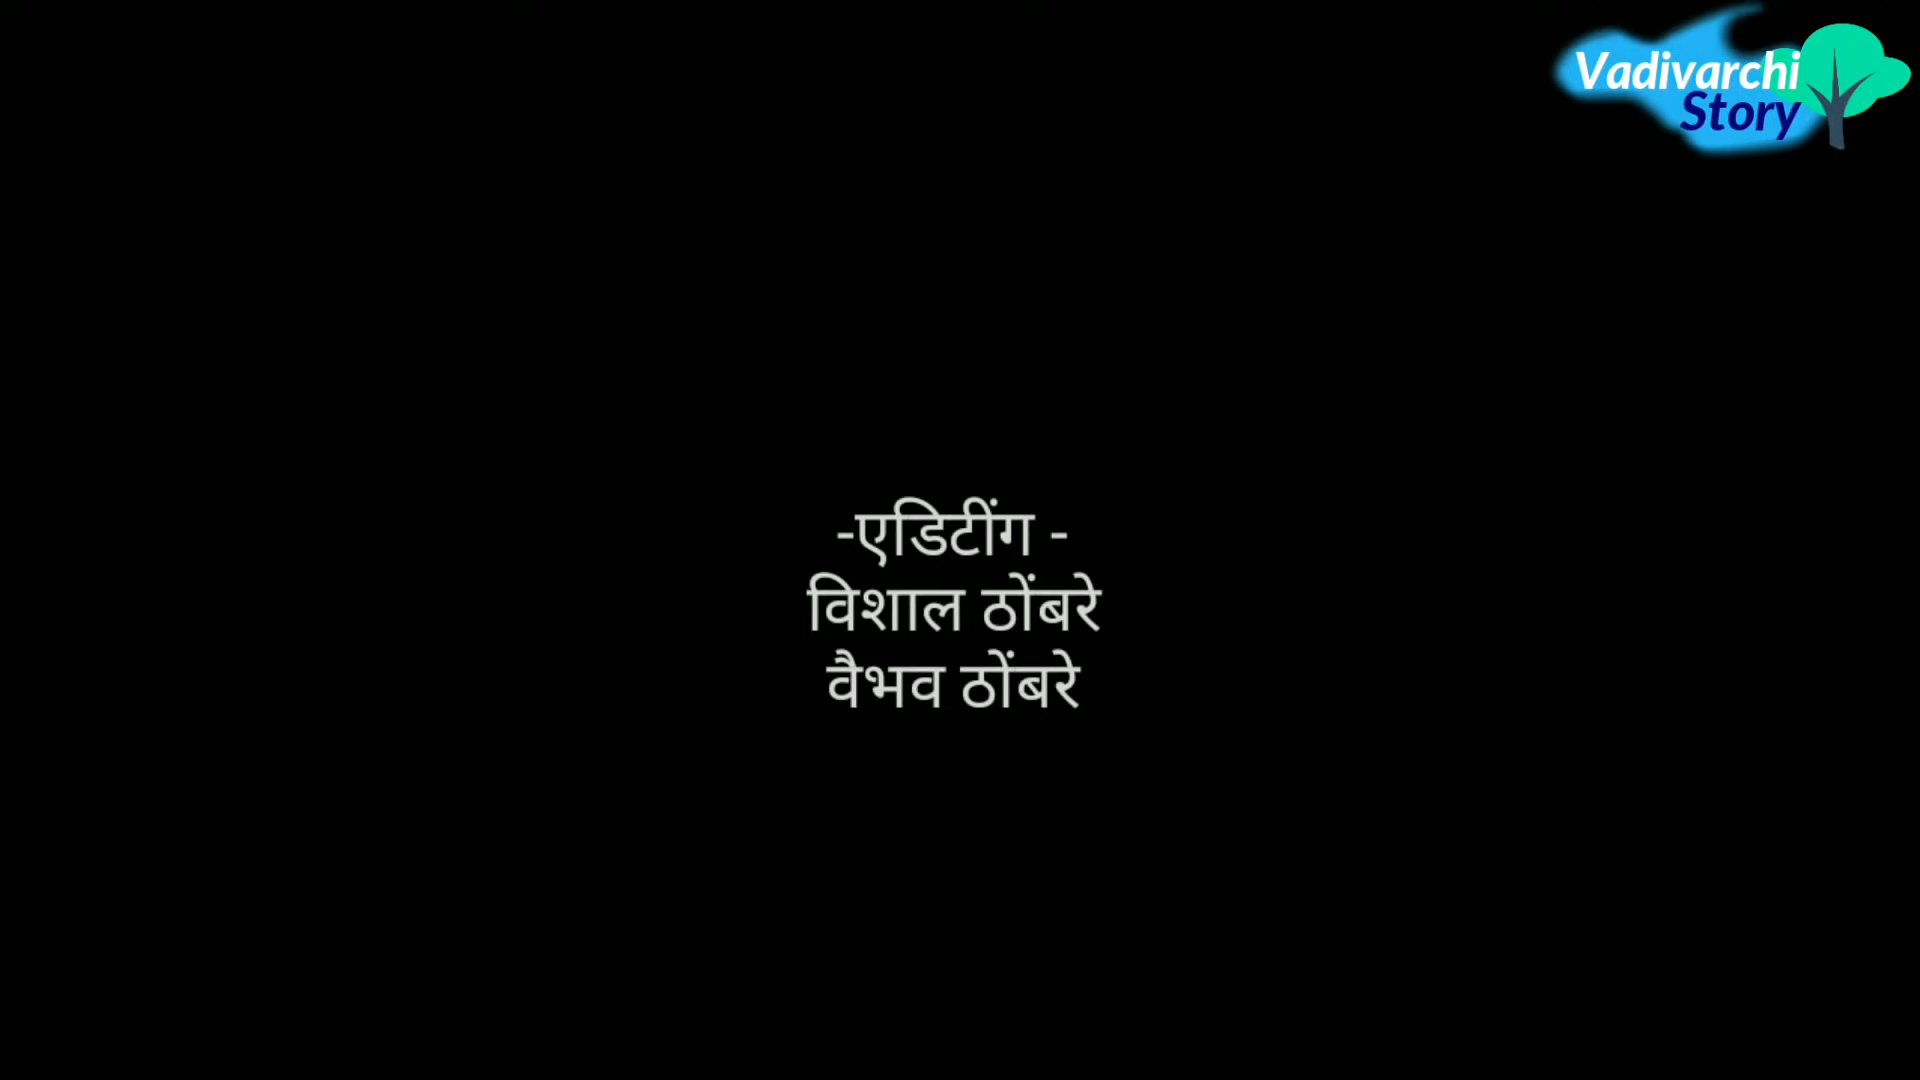 Vadivarchi
Story
-एडिटींग -
विशाल ठोंबरे
वैभव ठोंबरे